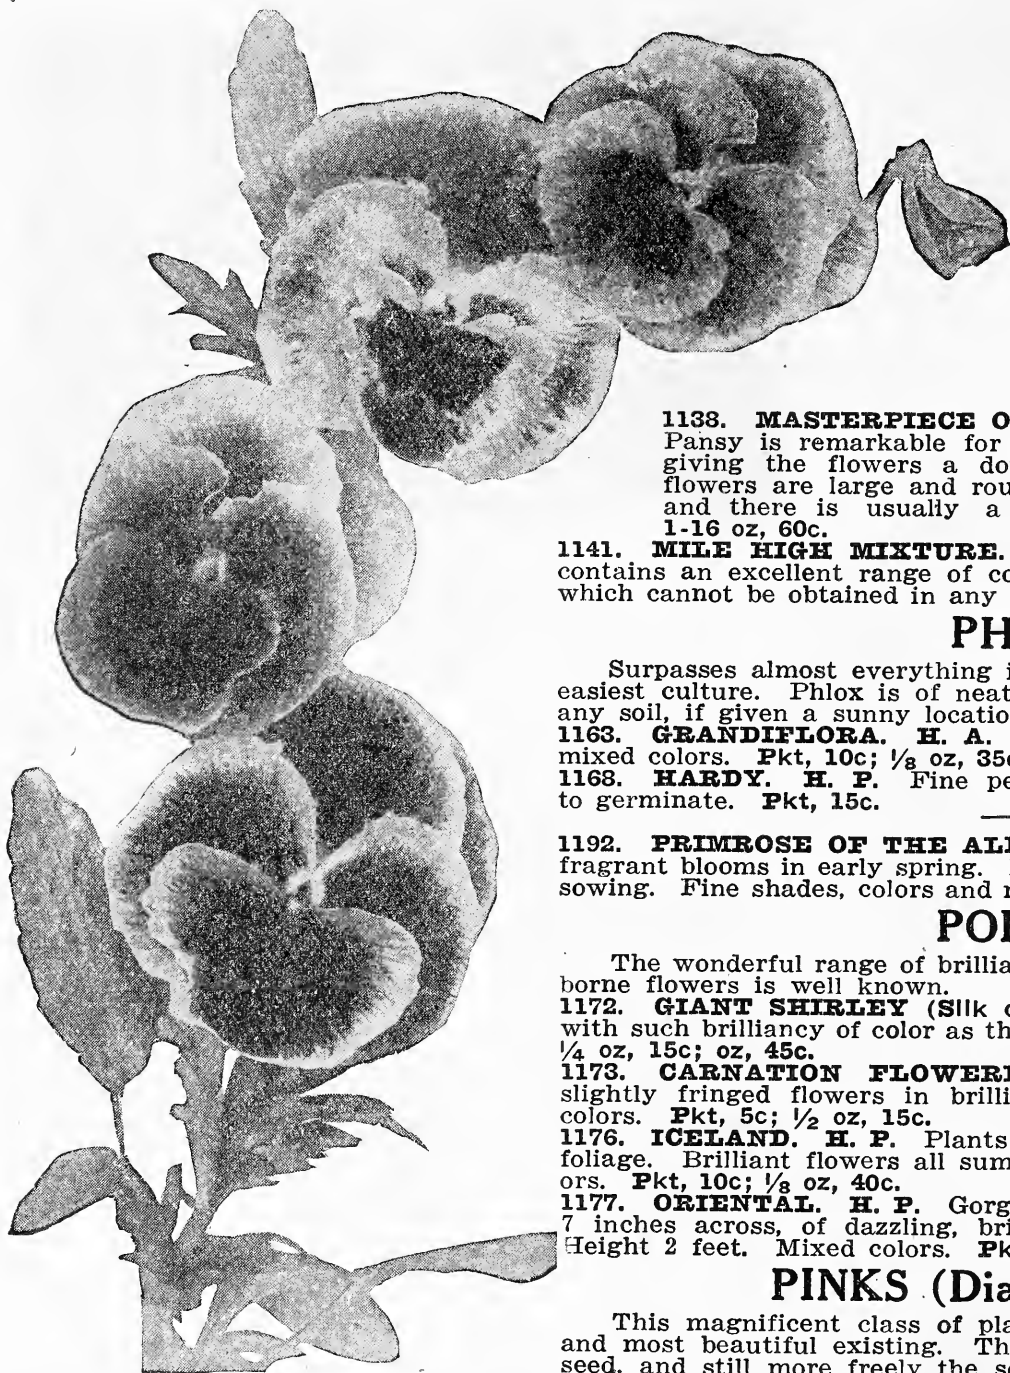 1138. MASTERPIECE O
Pansy is remarkable for
giving the flowers a do
flowers are large and rou
and there is usually a
1-16 oz, 60c.
1141. MILE HIGH MIXTURE.
contains an excellent range of co
which cannot be obtained in any
PH
Surpasses almost everything i
easiest culture. Phlox is of neat
any soil, if given a sunny locatio
1163. GRANDIFLORA. H. A.
mixed colors. Pkt, 10c; ⅛ oz, 35c
1168. HARDY. H. P. Fine pe
to germinate. Pkt, 15c.
1192. PRIMROSE OF THE AL
fragrant blooms in early spring.
sowing. Fine shades, colors and
PO
The wonderful range of brillia
borne flowers is well known.
1172. GIANT SHIRLEY (Silk
with such brilliancy of color as th
¼ oz, 15c; oz, 45c.
1173. CARNATION FLOWER
slightly fringed flowers in brilli
colors. Pkt, 5c; ½ oz, 15c.
1176. ICELAND. H. P. Plants
foliage. Brilliant flowers all sum
ors. Pkt, 10c; ⅛ oz, 40c.
1177. ORIENTAL. H. P. Gorg
7 inches across, of dazzling, bri
Height 2 feet. Mixed colors. Pk
PINKS (Dia
This magnificent class of pla
and most beautiful existing. Th
seed, and still more freely the s